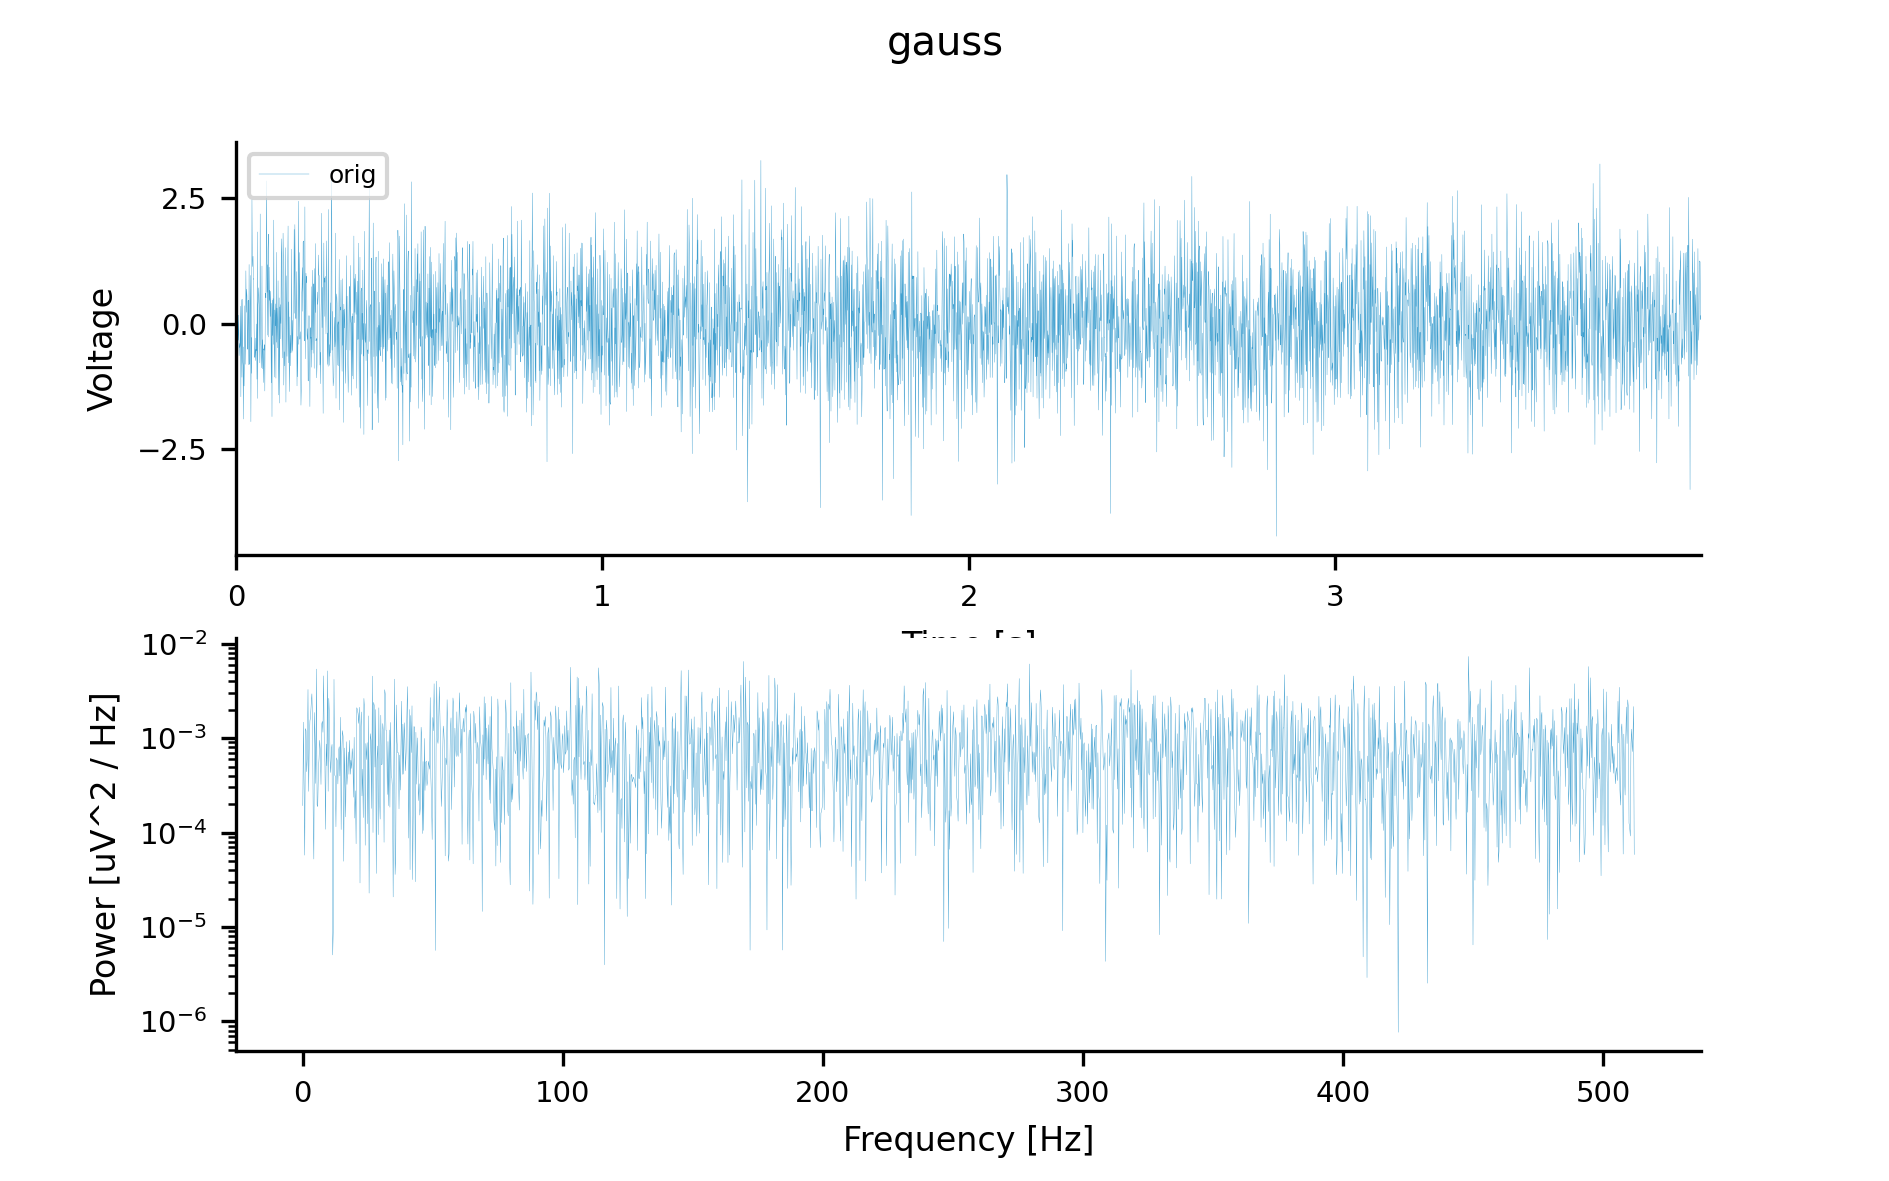 gauss
orig
Voltage
2.5
0.0
−2.5
0 1 2 3
Time [s]
Power [uV^2 / Hz]
10⁻²
10⁻³
10⁻⁴
10⁻⁵
10⁻⁶
0 100 200 300 400 500
Frequency [Hz]